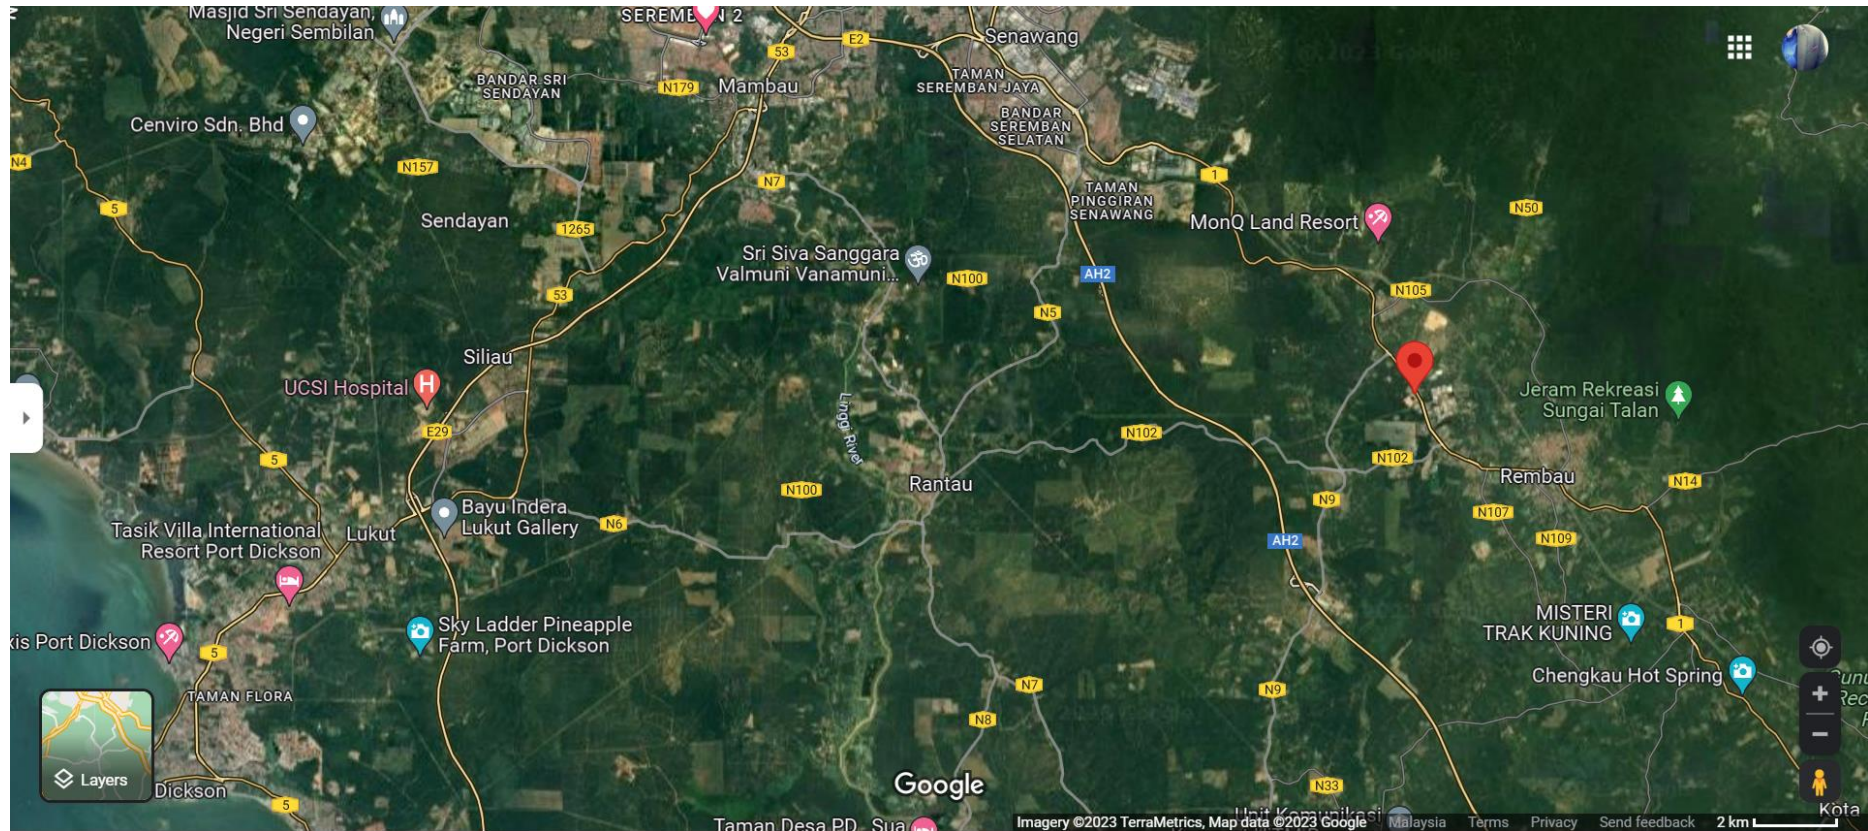 Masjid Sri Sendayan,
Negeri Sembilan
SEREMBAN 2
Senawang
53
E2
BANDAR SRI
SENDAYAN
N179
Mambau
TAMAN
SEREMBAN JAYA
BANDAR
SEREMBAN
SELATAN
Cenviro Sdn. Bhd
N4
N157
N7
1
5
TAMAN
PINGGIRAN
SENAWANG
MonQ Land Resort
N50
Sendayan
1265
Sri Siva Sanggara
Valmuni Vanamuni...
N100
AH2
53
N105
N5
Siliau
UCSI Hospital
H
Jeram Rekreasi
Sungai Talan
Linggi River
E29
N102
5
N102
Rantau
Rembau
N14
N100
N9
Bayu Indera
Lukut Gallery
N107
Tasik Villa International
Resort Port Dickson
Lukut
N6
AH2
N109
Sky Ladder Pineapple
Farm, Port Dickson
MISTERI
TRAK KUNING
1
xis Port Dickson
5
Chengkau Hot Spring
TAMAN FLORA
N7
N9
N8
Layers
Dickson
5
Google
N33
Unit Komunikasi
Kota
Taman Desa PD, Sua
Imagery ©2023 TerraMetrics, Map data ©2023 Google
Malaysia
Terms
Privacy
Send feedback
2 km